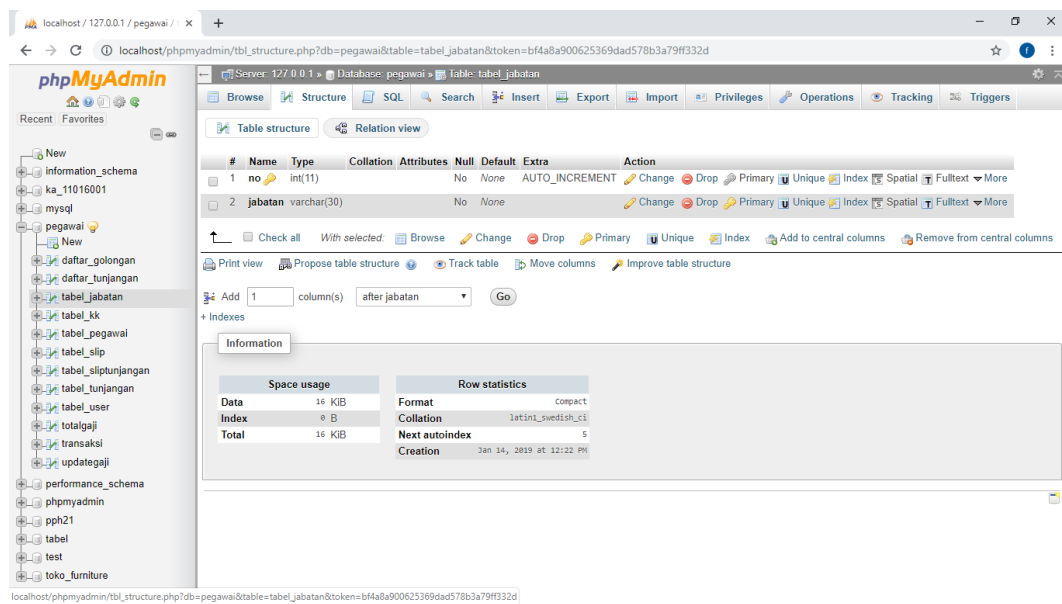 localhost / 127.0.0.1 / pegawai /
localhost/phpmyadmin/tbl_structure.php?db=pegawai&table=tabel_jabatan&token=bf4a8a900625369dad578b3a79ff332d
f
phpMyAdmin
Recent Favorites
New
information_schema
ka_11016001
mysql
pegawai
New
daftar_golongan
daftar_tunjangan
tabel_jabatan
tabel_kk
tabel_pegawai
tabel_slip
tabel_sliptunjangan
tabel_tunjangan
tabel_user
totalgaji
transaksi
updategaji
performance_schema
phpmyadmin
pph21
tabel
test
toko_furniture
Server: 127.0.0.1 » Database: pegawai » Table: tabel_jabatan
Browse Structure SQL Search Insert Export Import Privileges Operations Tracking Triggers
Table structure Relation view
# Name Type Collation Attributes Null Default Extra Action
1 no int(11) No None AUTO_INCREMENT Change Drop Primary Unique Index Spatial Fulltext More
2 jabatan varchar(30) No None Change Drop Primary Unique Index Spatial Fulltext More
Check all With selected: Browse Change Drop Primary Unique Index Add to central columns Remove from central columns
Print view Propose table structure Track table Move columns Improve table structure
Add 1 column(s) after jabatan Go
+ Indexes
Information
Space usage
Data 16 KiB
Index 0 B
Total 16 KiB
Row statistics
Format Compact
Collation latin1_swedish_ci
Next autoindex 5
Creation Jan 14, 2019 at 12:22 PM
localhost/phpmyadmin/tbl_structure.php?db=pegawai&table=tabel_jabatan&token=bf4a8a900625369dad578b3a79ff332d